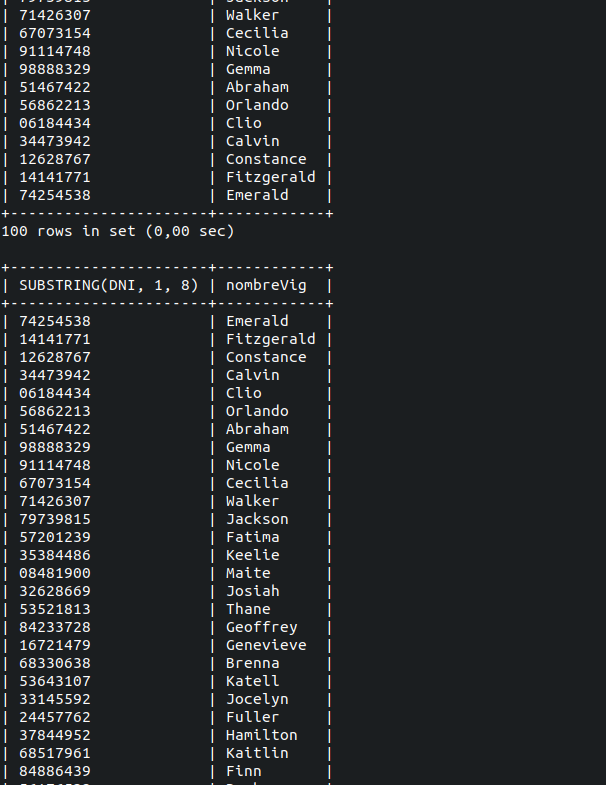 | 71426307             | Walker     |
| 67073154             | Cecilia    |
| 91114748             | Nicole     |
| 98888329             | Gemma      |
| 51467422             | Abraham    |
| 56862213             | Orlando    |
| 06184434             | Clio       |
| 34473942             | Calvin     |
| 12628767             | Constance  |
| 14141771             | Fitzgerald |
| 74254538             | Emerald    |
+----------------------+------------+
100 rows in set (0,00 sec)

+----------------------+------------+
| SUBSTRING(DNI, 1, 8) | nombreVig  |
+----------------------+------------+
| 74254538             | Emerald    |
| 14141771             | Fitzgerald |
| 12628767             | Constance  |
| 34473942             | Calvin     |
| 06184434             | Clio       |
| 56862213             | Orlando    |
| 51467422             | Abraham    |
| 98888329             | Gemma      |
| 91114748             | Nicole     |
| 67073154             | Cecilia    |
| 71426307             | Walker     |
| 79739815             | Jackson    |
| 57201239             | Fatima     |
| 35384486             | Keelie     |
| 08481900             | Maite      |
| 32628669             | Josiah     |
| 53521813             | Thane      |
| 84233728             | Geoffrey   |
| 16721479             | Genevieve  |
| 68330638             | Brenna     |
| 53643107             | Katell     |
| 33145592             | Jocelyn    |
| 24457762             | Fuller     |
| 37844952             | Hamilton   |
| 68517961             | Kaitlin    |
| 84886439             | Finn       |